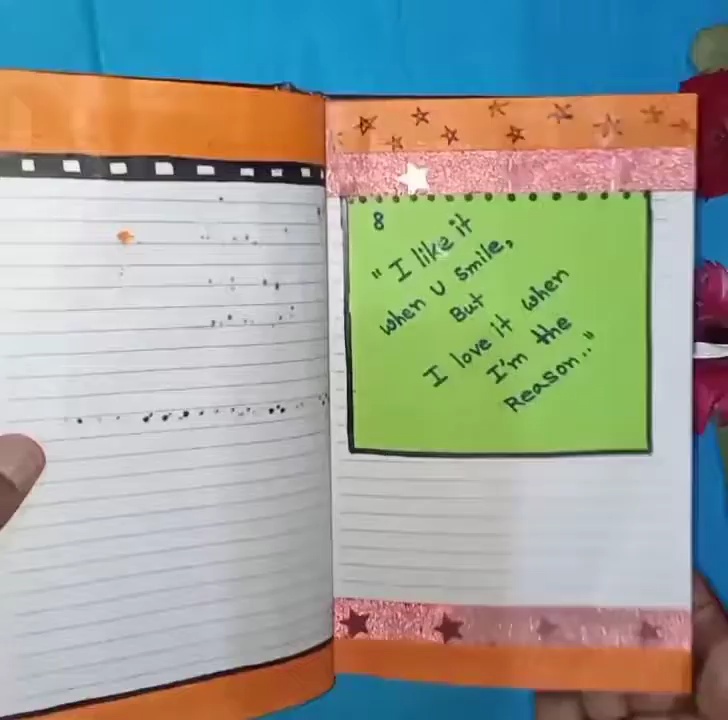 8
"I like it
when U smile,
But
I love it when
I'm the
Reason.."